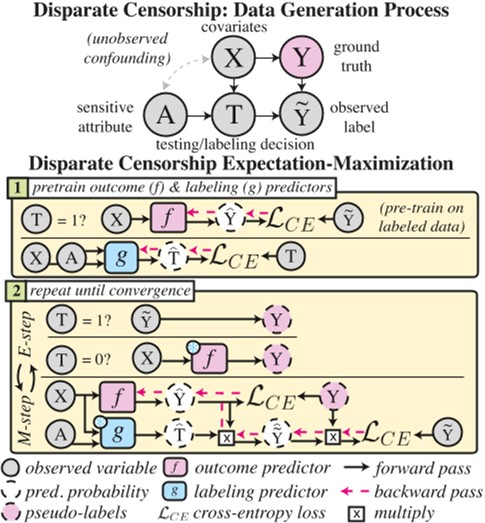 Disparate Censorship: Data Generation Process
covariates
(unobserved
confounding)
X
Y
ground
truth
sensitive
attribute
A
T
Ỹ
observed
label
testing/labeling decision
Disparate Censorship Expectation-Maximization
1 pretrain outcome (f) & labeling (g) predictors
T = 1? X f Ŷ ℒCE Ỹ (pre-train on
labeled data)
X A g T̂ ℒCE T
2 repeat until convergence
E-step
T = 1? Ỹ Y
T = 0? X f Y
M-step
X f Ŷ ℒCE Y
A g T̂ x Ỹ̂ x ℒCE Ỹ
observed variable f outcome predictor forward pass
pred. probability g labeling predictor backward pass
pseudo-labels ℒCE cross-entropy loss x multiply